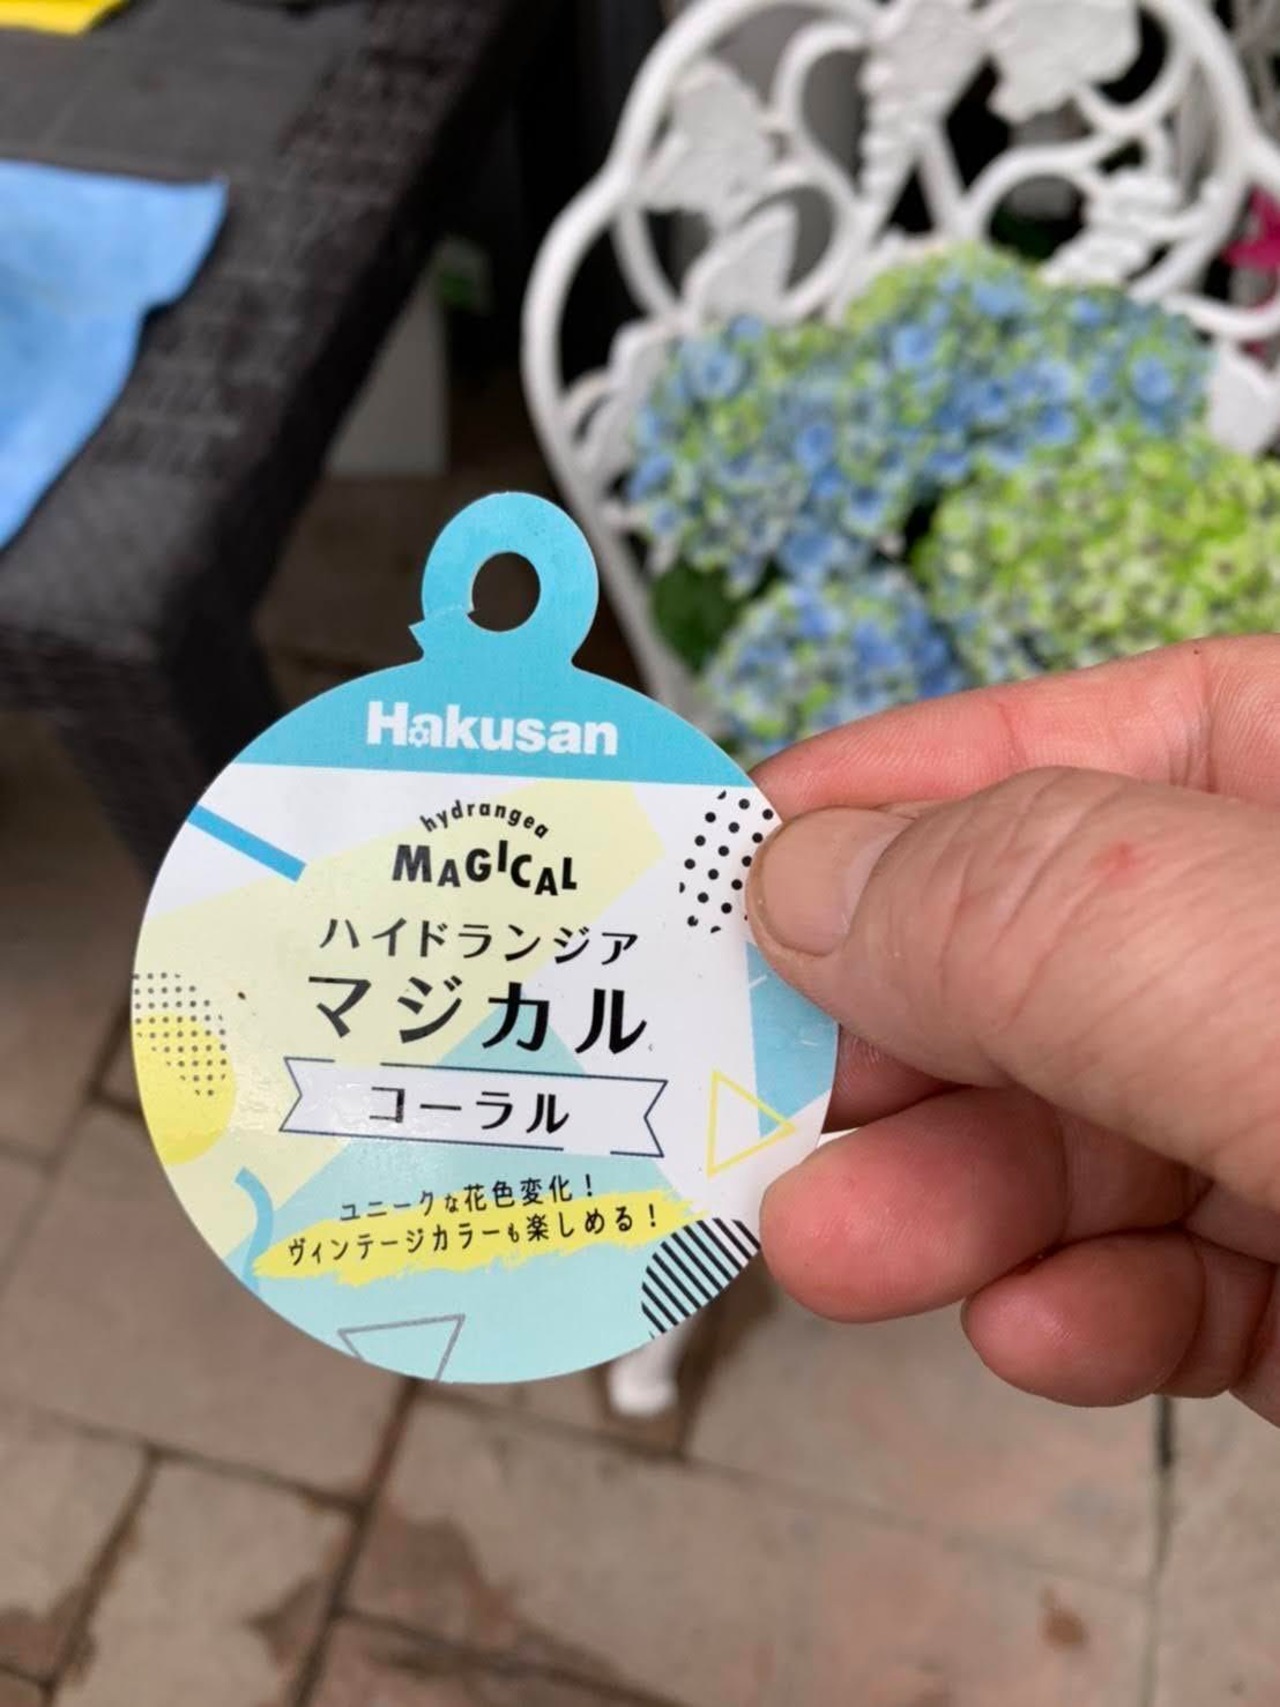 Hakusan
hydrangea
MAGICAL
ハイドランジア
マジカル
コーラル
ユニークな花色変化！
ヴィンテージカラーも楽しめる！